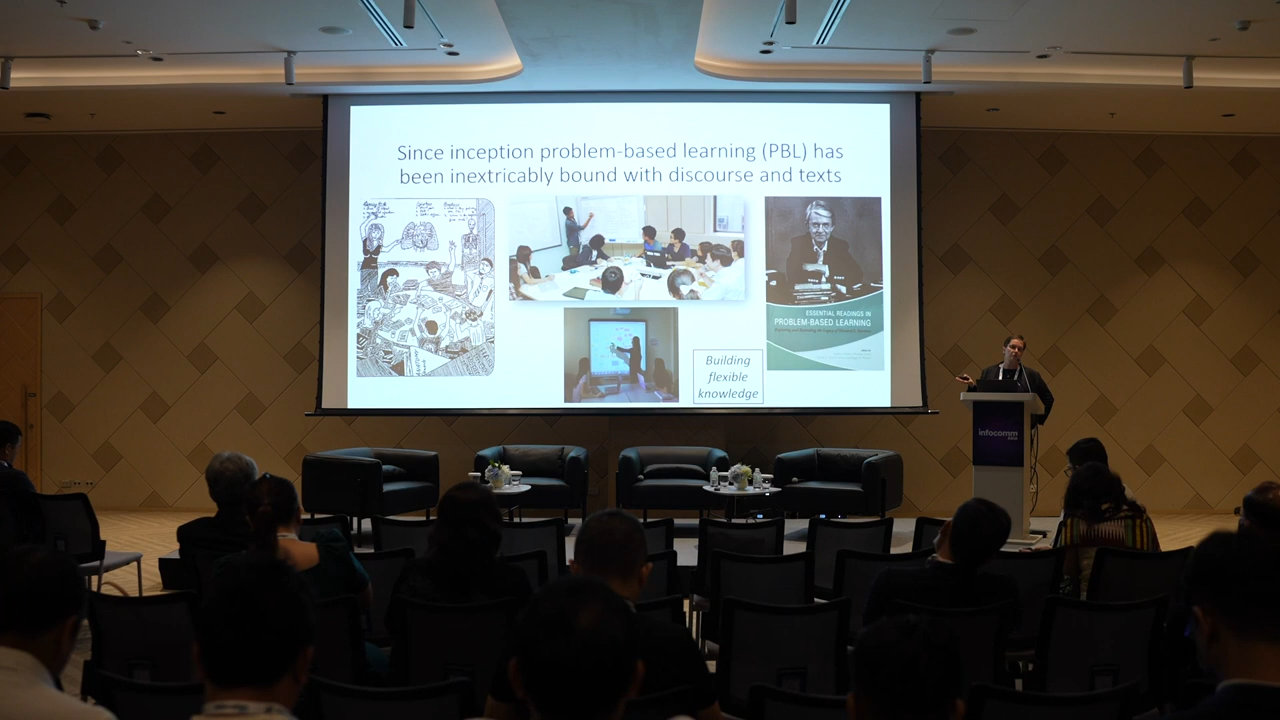 Since inception problem-based learning (PBL) has
been inextricably bound with discourse and texts
ESSENTIAL READINGS IN
PROBLEM-BASED LEARNING
Building
flexible
knowledge
infocomm
ASIA